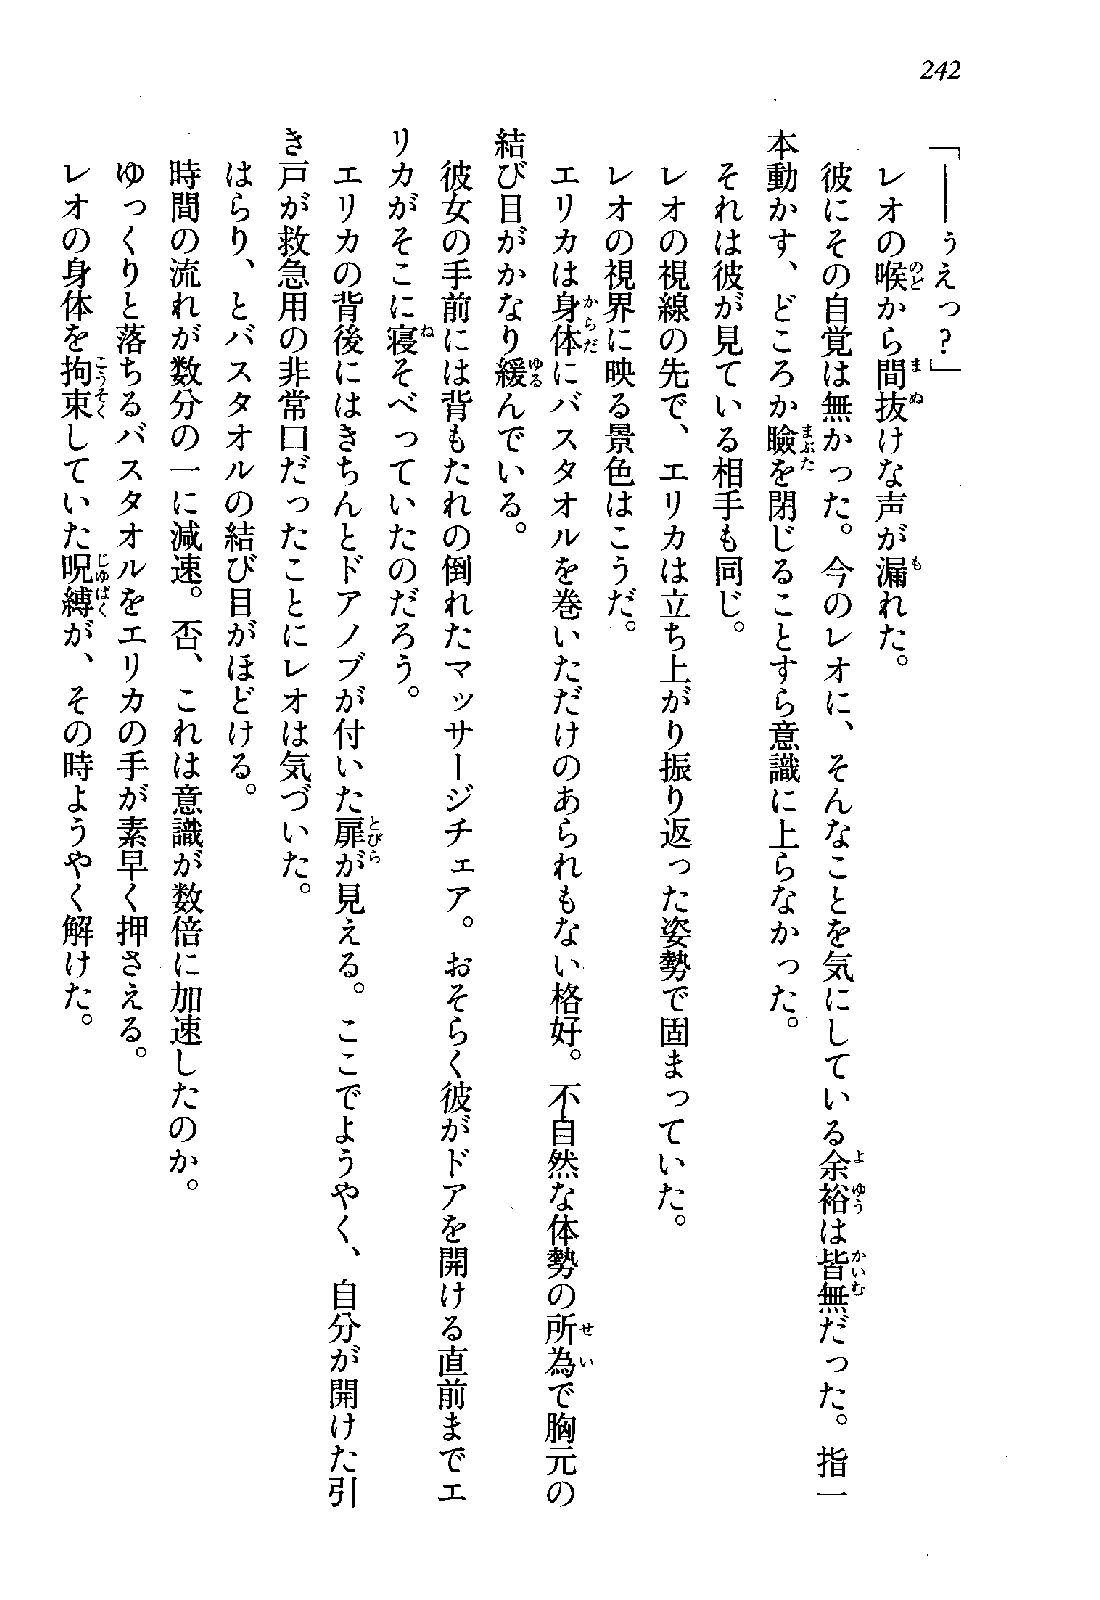 242
「――ぅえっ？」
レオの喉から間抜けな声が漏れた。
彼にその自覚は無かった。今のレオに、そんなことを気にしている余裕は皆無だった。指一
本動かす、どころか瞼を閉じることすら意識に上らなかった。
それは彼が見ている相手も同じ。
レオの視線の先で、エリカは立ち上がり振り返った姿勢で固まっていた。
レオの視界に映る景色はこうだ。
エリカは身体にバスタオルを巻いただけのあられもない格好。不自然な体勢の所為で胸元の
結び目がかなり緩んでいる。
彼女の手前には背もたれの倒れたマッサージチェア。おそらく彼がドアを開ける直前までエ
リカがそこに寝そべっていたのだろう。
エリカの背後にはきちんとドアノブが付いた扉が見える。ここでようやく、自分が開けた引
き戸が救急用の非常口だったことにレオは気づいた。
はらり、とバスタオルの結び目がほどける。
時間の流れが数分の一に減速。否、これは意識が数倍に加速したのか。
ゆっくりと落ちるバスタオルをエリカの手が素早く押さえる。
レオの身体を拘束していた呪縛が、その時ようやく解けた。